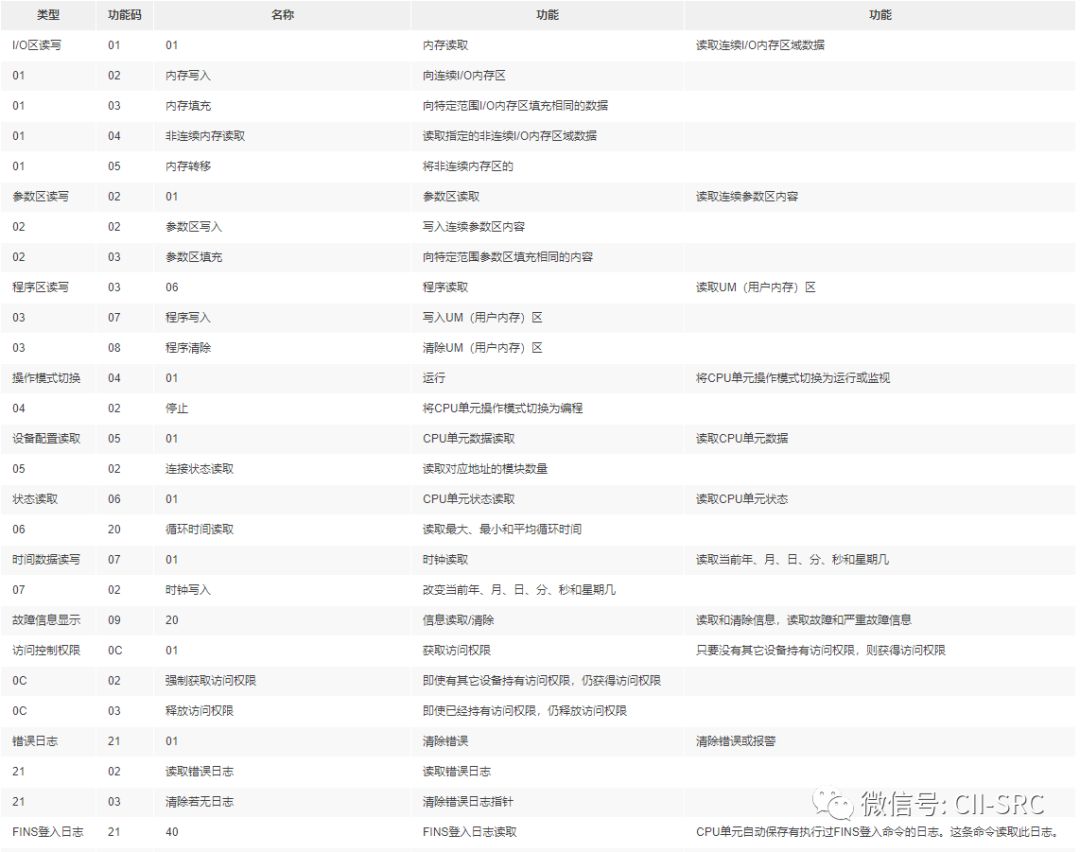 类型 功能码 名称 功能 功能
I/O区读写 01 01 内存读取 读取连续I/O内存区域数据
01 02 内存写入 向连续I/O内存区
01 03 内存填充 向特定范围I/O内存区填充相同的数据
01 04 非连续内存读取 读取指定的非连续I/O内存区域数据
01 05 内存转移 将非连续内存区的
参数区读写 02 01 参数区读取 读取连续参数区内容
02 02 参数区写入 写入连续参数区内容
02 03 参数区填充 向特定范围参数区填充相同的内容
程序区读写 03 06 程序读取 读取UM（用户内存）区
03 07 程序写入 写入UM（用户内存）区
03 08 程序清除 清除UM（用户内存）区
操作模式切换 04 01 运行 将CPU单元操作模式切换为运行或监视
04 02 停止 将CPU单元操作模式切换为编程
设备配置读取 05 01 CPU单元数据读取 读取CPU单元数据
05 02 连接状态读取 读取对应地址的模块数量
状态读取 06 01 CPU单元状态读取 读取CPU单元状态
06 20 循环时间读取 读取最大、最小和平均循环时间
时间数据读写 07 01 时钟读取 读取当前年、月、日、分、秒和星期几
07 02 时钟写入 改变当前年、月、日、分、秒和星期几
故障信息显示 09 20 信息读取/清除 读取和清除信息，读取故障和严重故障信息
访问控制权限 0C 01 获取访问权限 只要没有其它设备持有访问权限，则获得访问权限
0C 02 强制获取访问权限 即使有其它设备持有访问权限，仍获得访问权限
0C 03 释放访问权限 即使已经持有访问权限，仍释放访问权限
错误日志 21 01 清除错误 清除错误或报警
21 02 读取错误日志 读取错误日志
21 03 清除若无日志 清除错误日志指针
FINS登入日志 21 40 FINS登入日志读取 CPU单元自动保存有执行过FINS登入命令的日志。这条命令读取此日志。
微信号: CII-SRC